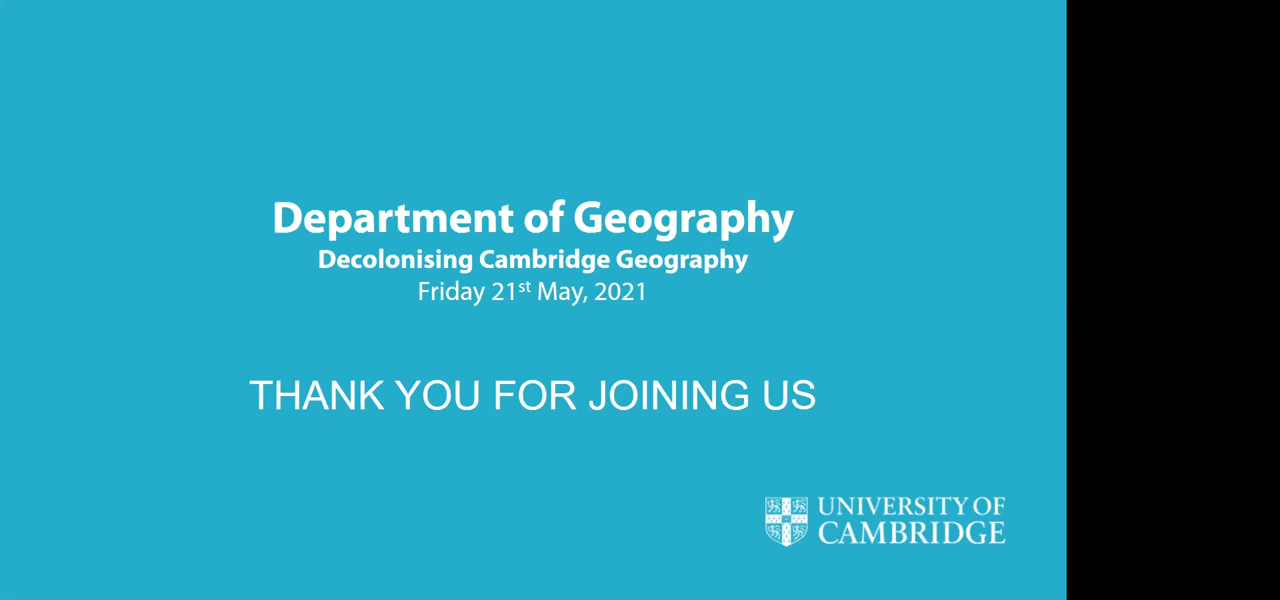 Department of Geography
Decolonising Cambridge Geography
Friday 21st May, 2021
THANK YOU FOR JOINING US
UNIVERSITY OF
CAMBRIDGE